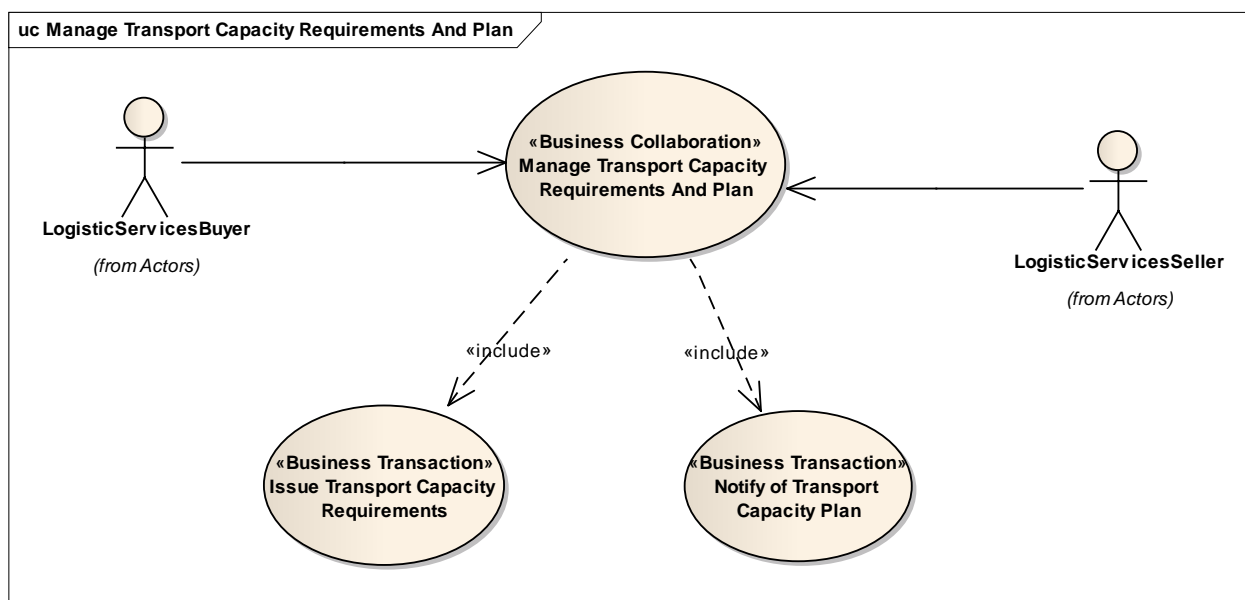 uc Manage Transport Capacity Requirements And Plan
«Business Collaboration»
Manage Transport Capacity
Requirements And Plan
LogisticServicesBuyer
(from Actors)
LogisticServicesSeller
(from Actors)
«include»
«include»
«Business Transaction»
Issue Transport Capacity
Requirements
«Business Transaction»
Notify of Transport
Capacity Plan